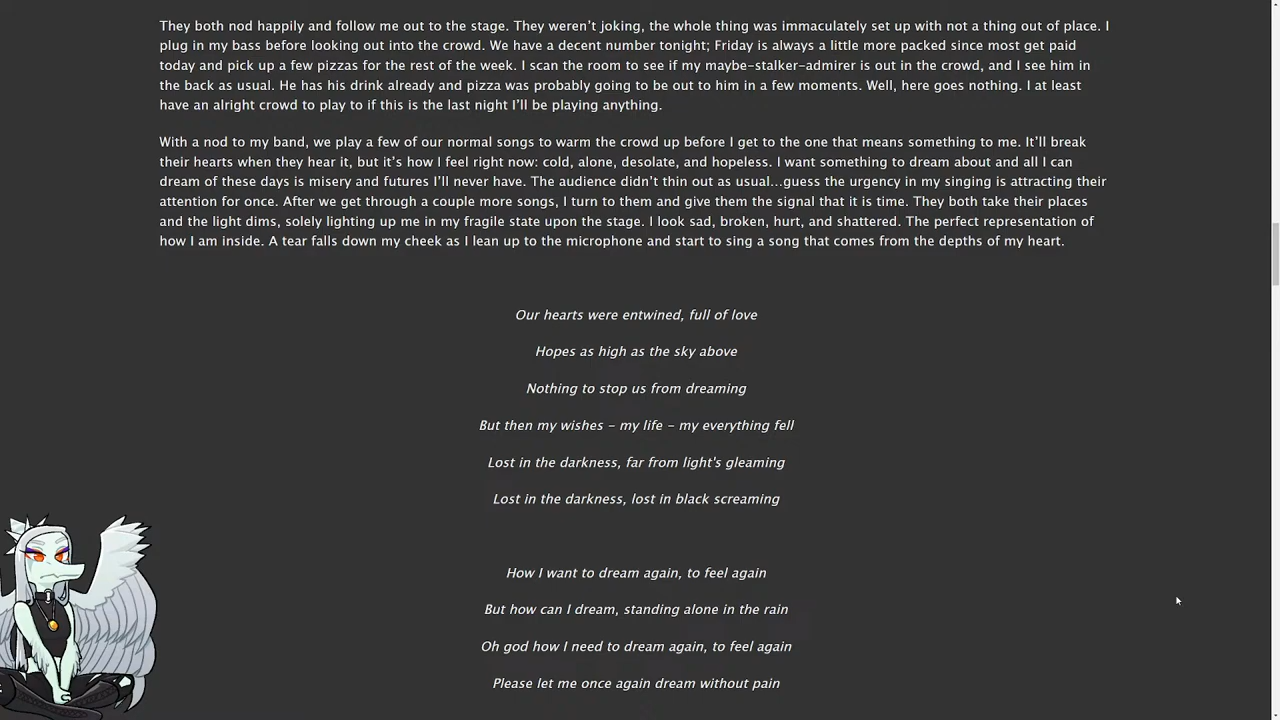 They both nod happily and follow me out to the stage. They weren't joking, the whole thing was immaculately set up with not a thing out of place. I
plug in my bass before looking out into the crowd. We have a decent number tonight; Friday is always a little more packed since most get paid
today and pick up a few pizzas for the rest of the week. I scan the room to see if my maybe-stalker-admirer is out in the crowd, and I see him in
the back as usual. He has his drink already and pizza was probably going to be out to him in a few moments. Well, here goes nothing. I at least
have an alright crowd to play to if this is the last night I'll be playing anything.
With a nod to my band, we play a few of our normal songs to warm the crowd up before I get to the one that means something to me. It'll break
their hearts when they hear it, but it's how I feel right now: cold, alone, desolate, and hopeless. I want something to dream about and all I can
dream of these days is misery and futures I'll never have. The audience didn't thin out as usual...guess the urgency in my singing is attracting their
attention for once. After we get through a couple more songs, I turn to them and give them the signal that it is time. They both take their places
and the light dims, solely lighting up me in my fragile state upon the stage. I look sad, broken, hurt, and shattered. The perfect representation of
how I am inside. A tear falls down my cheek as I lean up to the microphone and start to sing a song that comes from the depths of my heart.
Our hearts were entwined, full of love
Hopes as high as the sky above
Nothing to stop us from dreaming
But then my wishes – my life – my everything fell
Lost in the darkness, far from light's gleaming
Lost in the darkness, lost in black screaming
How I want to dream again, to feel again
But how can I dream, standing alone in the rain
Oh god how I need to dream again, to feel again
Please let me once again dream without pain